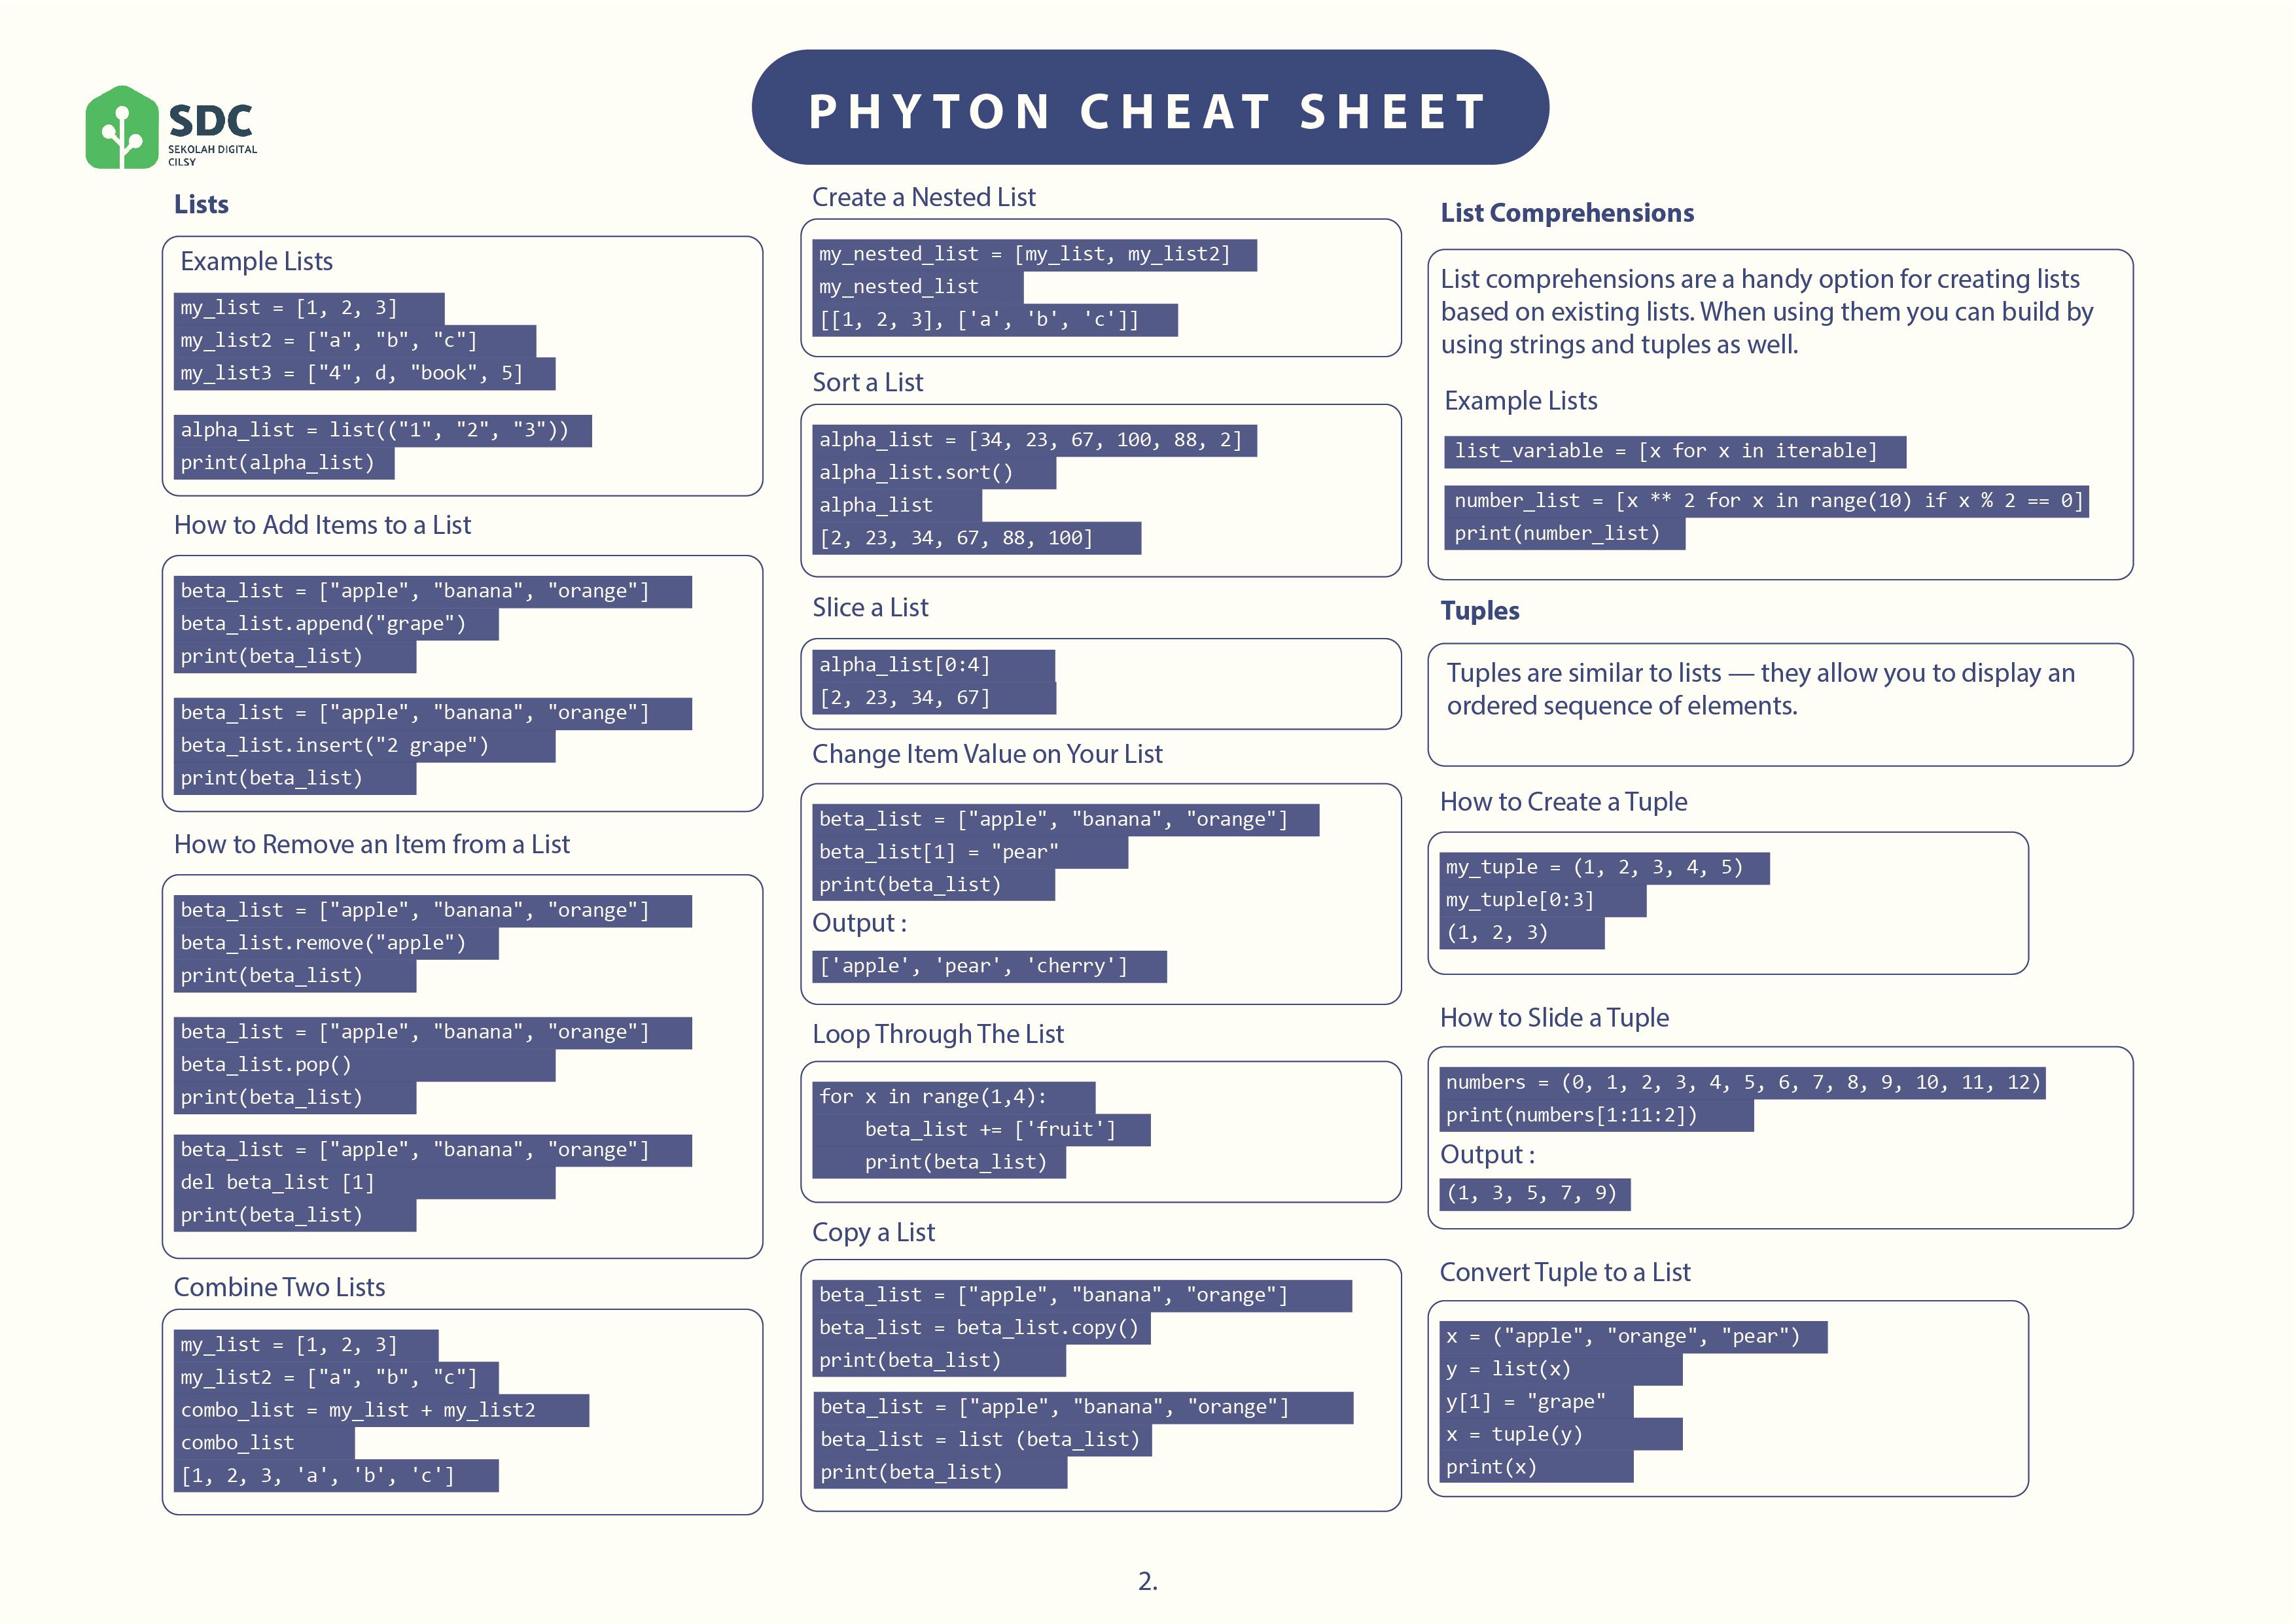 SDC
SEKOLAH DIGITAL
CILSY
PHYTON CHEAT SHEET
Lists
Example Lists
my_list = [1, 2, 3]
my_list2 = ["a", "b", "c"]
my_list3 = ["4", d, "book", 5]
alpha_list = list(("1", "2", "3"))
print(alpha_list)
How to Add Items to a List
beta_list = ["apple", "banana", "orange"]
beta_list.append("grape")
print(beta_list)
beta_list = ["apple", "banana", "orange"]
beta_list.insert("2 grape")
print(beta_list)
How to Remove an Item from a List
beta_list = ["apple", "banana", "orange"]
beta_list.remove("apple")
print(beta_list)
beta_list = ["apple", "banana", "orange"]
beta_list.pop()
print(beta_list)
beta_list = ["apple", "banana", "orange"]
del beta_list [1]
print(beta_list)
Combine Two Lists
my_list = [1, 2, 3]
my_list2 = ["a", "b", "c"]
combo_list = my_list + my_list2
combo_list
[1, 2, 3, 'a', 'b', 'c']
Create a Nested List
my_nested_list = [my_list, my_list2]
my_nested_list
[[1, 2, 3], ['a', 'b', 'c']]
Sort a List
alpha_list = [34, 23, 67, 100, 88, 2]
alpha_list.sort()
alpha_list
[2, 23, 34, 67, 88, 100]
Slice a List
alpha_list[0:4]
[2, 23, 34, 67]
Change Item Value on Your List
beta_list = ["apple", "banana", "orange"]
beta_list[1] = "pear"
print(beta_list)
Output :
['apple', 'pear', 'cherry']
Loop Through The List
for x in range(1,4):
    beta_list += ['fruit']
    print(beta_list)
Copy a List
beta_list = ["apple", "banana", "orange"]
beta_list = beta_list.copy()
print(beta_list)
beta_list = ["apple", "banana", "orange"]
beta_list = list (beta_list)
print(beta_list)
List Comprehensions
List comprehensions are a handy option for creating lists
based on existing lists. When using them you can build by
using strings and tuples as well.
Example Lists
list_variable = [x for x in iterable]
number_list = [x ** 2 for x in range(10) if x % 2 == 0]
print(number_list)
Tuples
Tuples are similar to lists — they allow you to display an
ordered sequence of elements.
How to Create a Tuple
my_tuple = (1, 2, 3, 4, 5)
my_tuple[0:3]
(1, 2, 3)
How to Slide a Tuple
numbers = (0, 1, 2, 3, 4, 5, 6, 7, 8, 9, 10, 11, 12)
print(numbers[1:11:2])
Output :
(1, 3, 5, 7, 9)
Convert Tuple to a List
x = ("apple", "orange", "pear")
y = list(x)
y[1] = "grape"
x = tuple(y)
print(x)
2.